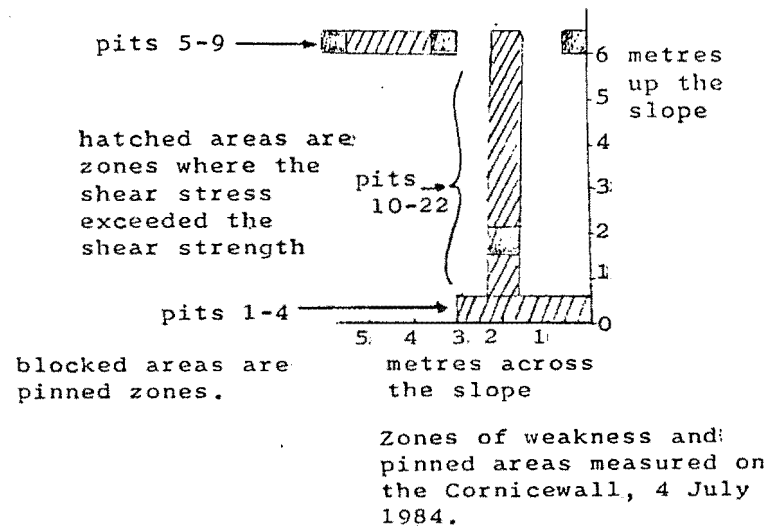 pits 5-9
6 metres
up the
5
slope
hatched areas are
zones where the
shear stress
exceeded the
shear strength
4
pits
10-22
3
2
1
pits 1-4
0
5 4 3 2 1
blocked areas are
pinned zones.
metres across
the slope
Zones of weakness and
pinned areas measured on
the Cornicewall, 4 July
1984.